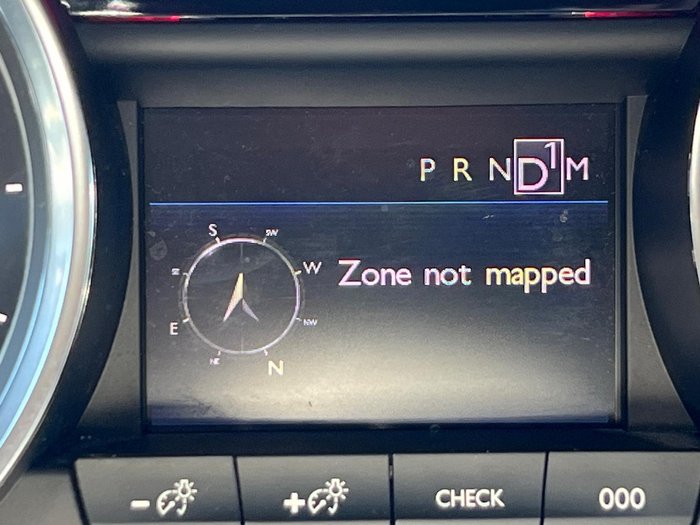 P R N D1 M
S SW
W
Zone not mapped
E NW
NE N
- + CHECK 000